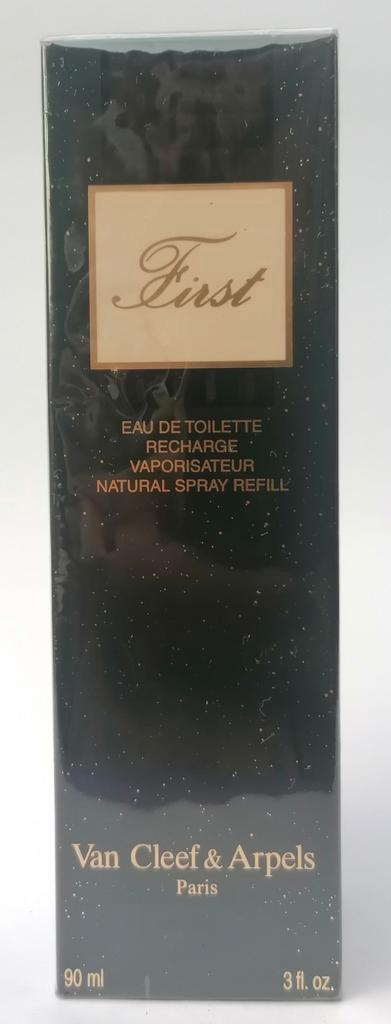 First
EAU DE TOILETTE
RECHARGE
VAPORISATEUR
NATURAL SPRAY REFILL
Van Cleef & Arpels
Paris
90 ml 3 fl. oz.